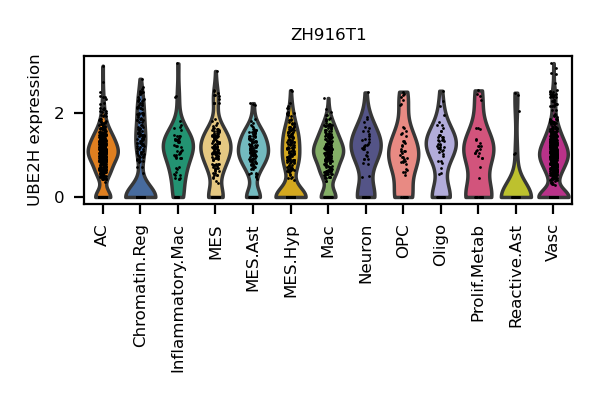 ZH916T1
UBE2H expression
2
0
AC
Chromatin.Reg
Inflammatory.Mac
MES
MES.Ast
MES.Hyp
Mac
Neuron
OPC
Oligo
Prolif.Metab
Reactive.Ast
Vasc